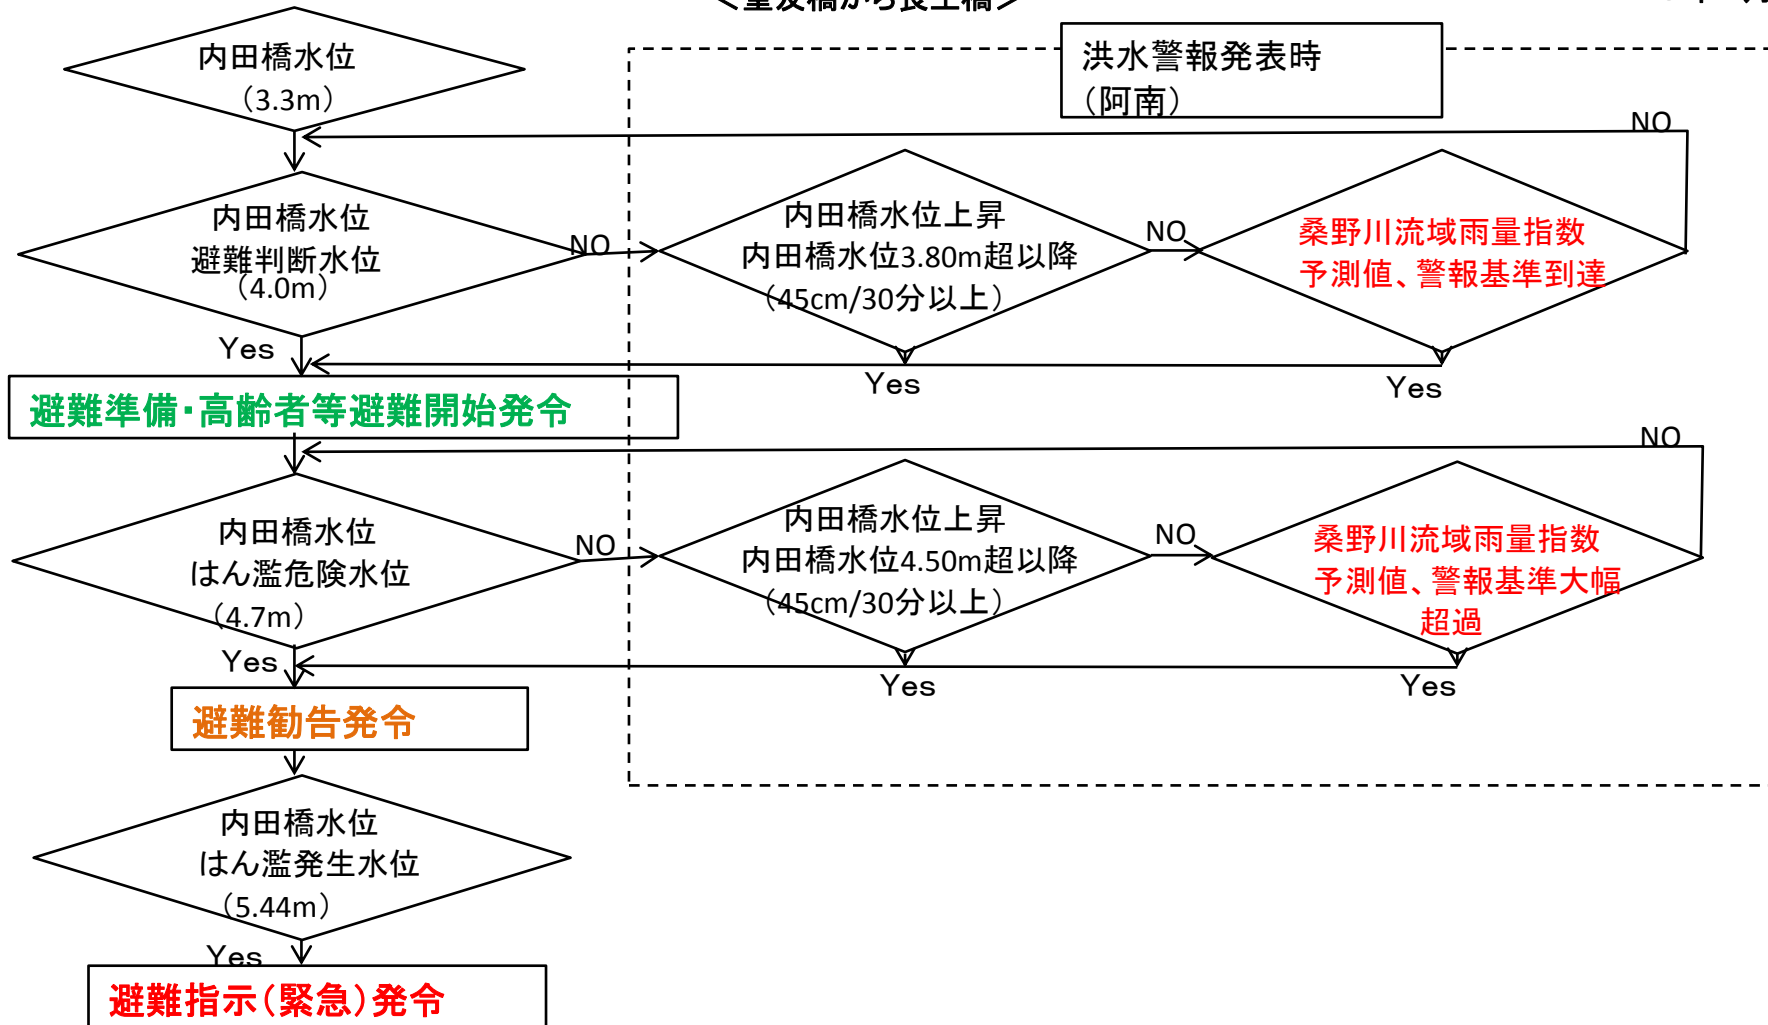 内田橋水位
（3.3m）
洪水警報発表時
（阿南）
NO
内田橋水位
避難判断水位
（4.0m）
NO
内田橋水位上昇
内田橋水位3.80m超以降
（45cm/30分以上）
NO
桑野川流域雨量指数
予測値、警報基準到達
Yes
Yes
Yes
避難準備・高齢者等避難開始発令
NO
内田橋水位
はん濫危険水位
（4.7m）
NO
内田橋水位上昇
内田橋水位4.50m超以降
（45cm/30分以上）
NO
桑野川流域雨量指数
予測値、警報基準大幅
超過
Yes
Yes
Yes
避難勧告発令
内田橋水位
はん濫発生水位
（5.44m）
Yes
避難指示（緊急）発令